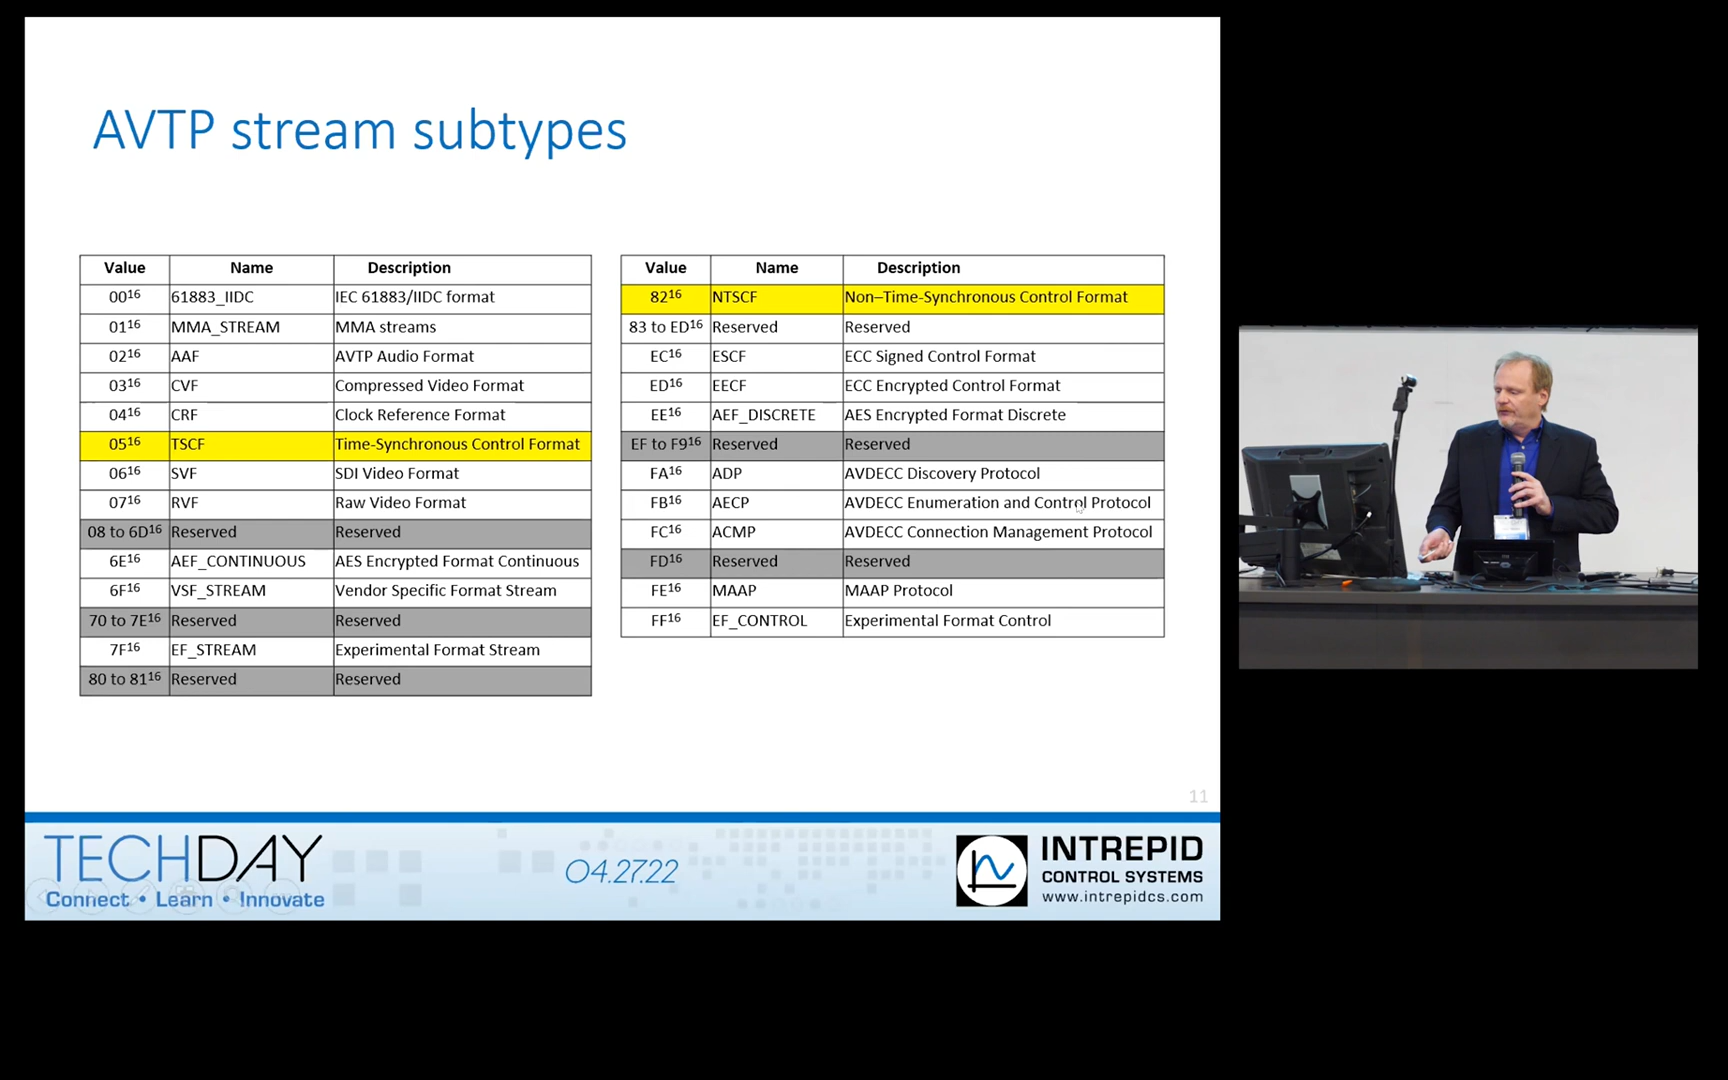 AVTP stream subtypes
Value Name Description
00¹⁶ 61883_IIDC IEC 61883/IIDC format
01¹⁶ MMA_STREAM MMA streams
02¹⁶ AAF AVTP Audio Format
03¹⁶ CVF Compressed Video Format
04¹⁶ CRF Clock Reference Format
05¹⁶ TSCF Time-Synchronous Control Format
06¹⁶ SVF SDI Video Format
07¹⁶ RVF Raw Video Format
08 to 6D¹⁶ Reserved Reserved
6E¹⁶ AEF_CONTINUOUS AES Encrypted Format Continuous
6F¹⁶ VSF_STREAM Vendor Specific Format Stream
70 to 7E¹⁶ Reserved Reserved
7F¹⁶ EF_STREAM Experimental Format Stream
80 to 81¹⁶ Reserved Reserved
Value Name Description
82¹⁶ NTSCF Non–Time-Synchronous Control Format
83 to ED¹⁶ Reserved Reserved
EC¹⁶ ESCF ECC Signed Control Format
ED¹⁶ EECF ECC Encrypted Control Format
EE¹⁶ AEF_DISCRETE AES Encrypted Format Discrete
EF to F9¹⁶ Reserved Reserved
FA¹⁶ ADP AVDECC Discovery Protocol
FB¹⁶ AECP AVDECC Enumeration and Control Protocol
FC¹⁶ ACMP AVDECC Connection Management Protocol
FD¹⁶ Reserved Reserved
FE¹⁶ MAAP MAAP Protocol
FF¹⁶ EF_CONTROL Experimental Format Control
11
TECHDAY
Connect • Learn • Innovate
04.27.22
INTREPID
CONTROL SYSTEMS
www.intrepidcs.com